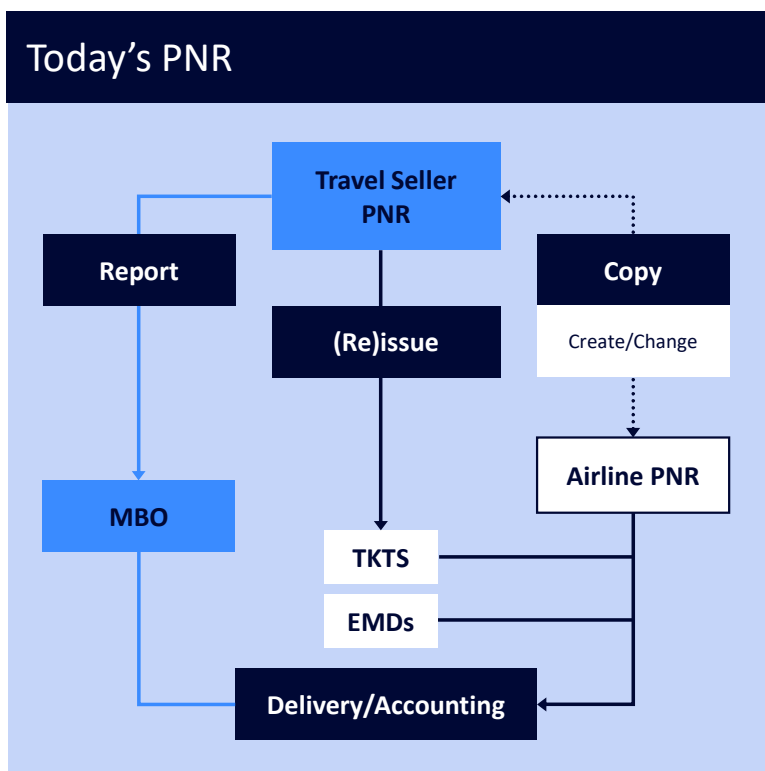 Today’s PNR
Travel Seller
PNR
Report
Copy
(Re)issue
Create/Change
Airline PNR
MBO
TKTS
EMDs
Delivery/Accounting